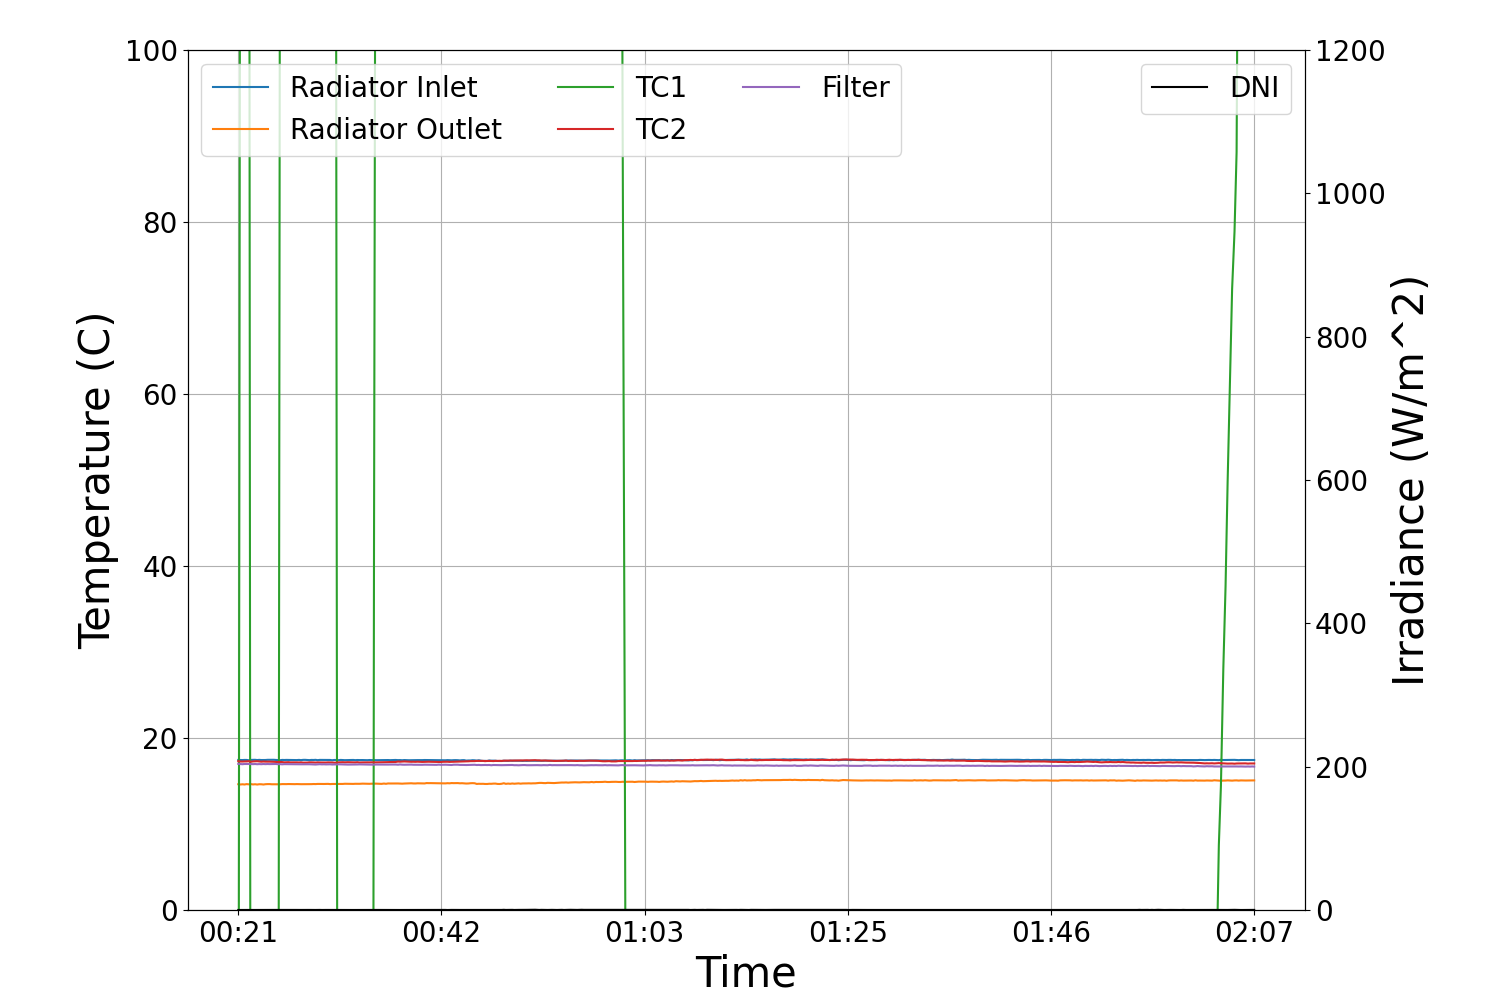 Radiator Inlet
Radiator Outlet
TC1
TC2
Filter
DNI
Temperature (C)
100
80
60
40
20
0
Irradiance (W/m^2)
1200
1000
800
600
400
200
0
00:21 00:42 01:03 01:25 01:46 02:07
Time